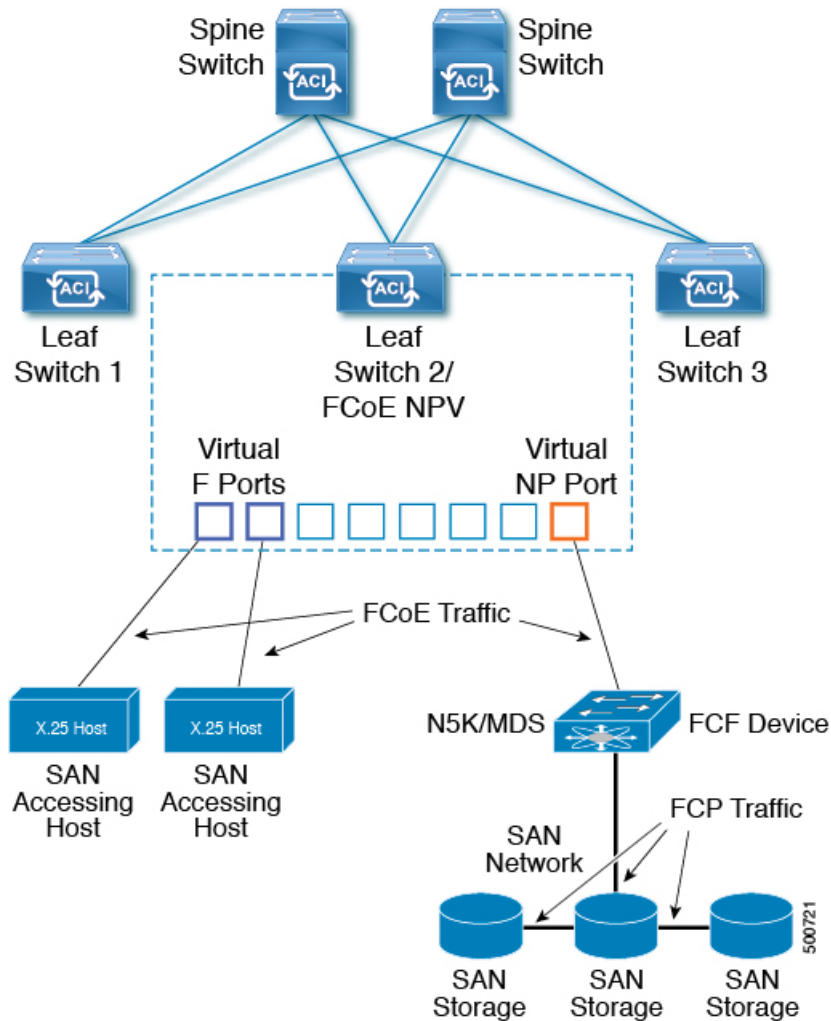 Spine
Switch
Spine
Switch
ACI
ACI
ACI
ACI
ACI
Leaf
Switch 1
Leaf
Switch 2/
FCoE NPV
Leaf
Switch 3
Virtual
F Ports
Virtual
NP Port
FCoE Traffic
X.25 Host
X.25 Host
N5K/MDS
FCF Device
SAN
Accessing
Host
SAN
Accessing
Host
FCP Traffic
SAN
Network
SAN
Storage
SAN
Storage
SAN
Storage
500721